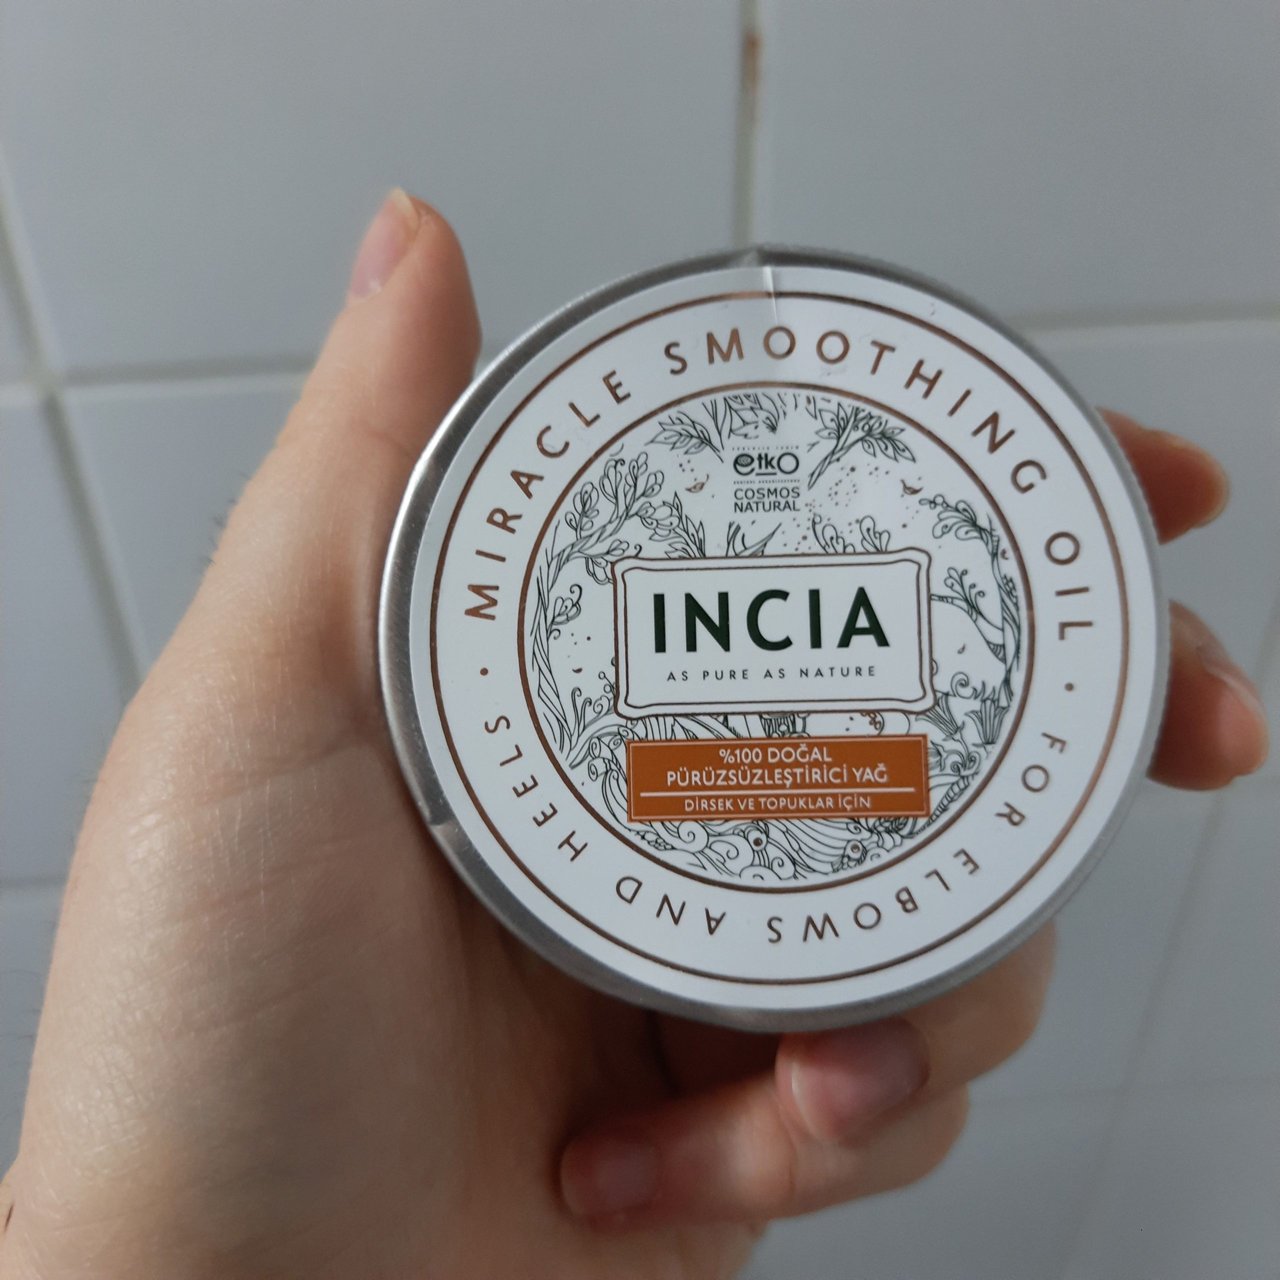 MIRACLE SMOOTHING OIL · FOR ELBOWS AND HEELS ·
etko
COSMOS
NATURAL
INCIA
AS PURE AS NATURE
%100 DOĞAL
PÜRÜZSÜZLEŞTİRİCİ YAĞ
DİRSEK VE TOPUKLAR İÇİN